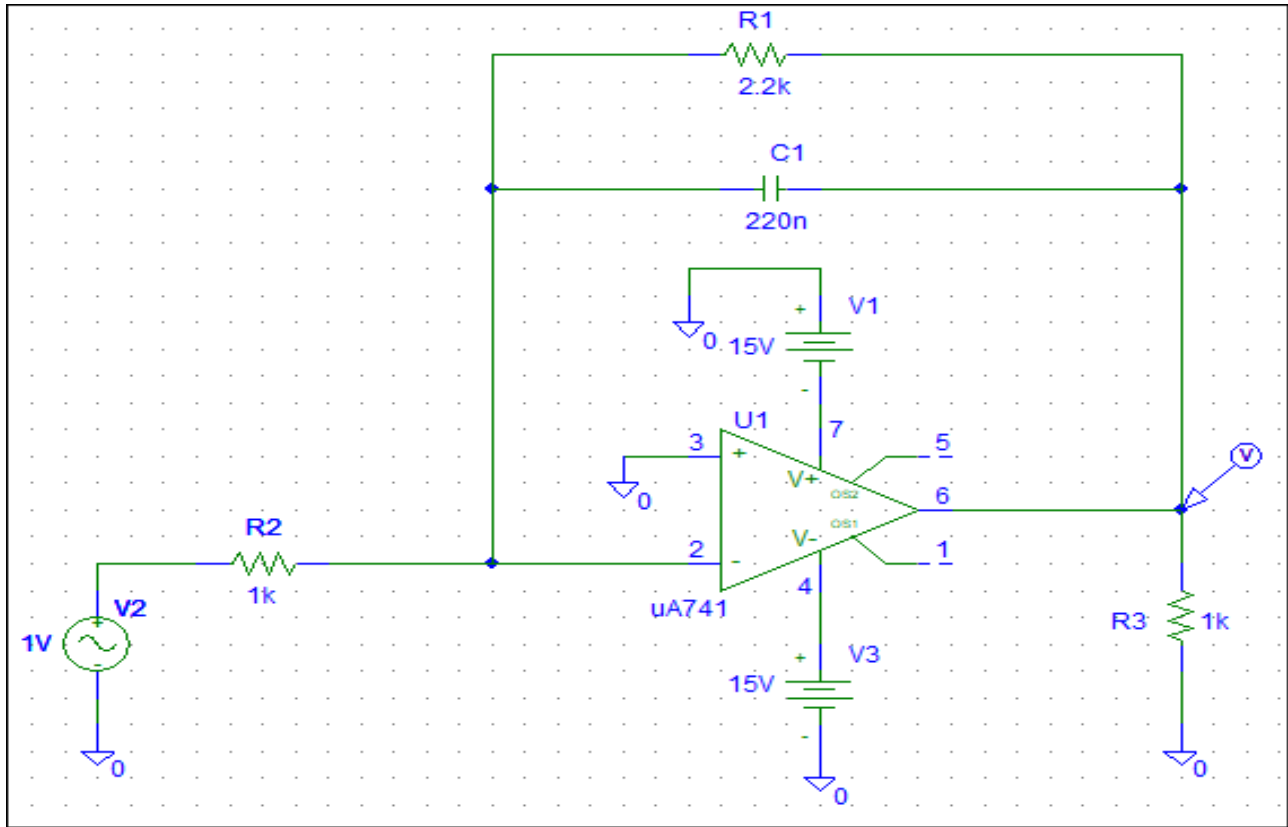 R1
2.2k
C1
220n
+ V1
0 15V
-
U1 7
3 + 5
0 V+ OS2
6
R2 OS1
2 - V- 1
1k 4
uA741
V2 R3 1k
1V + + V3
- 15V
-
0 0 0